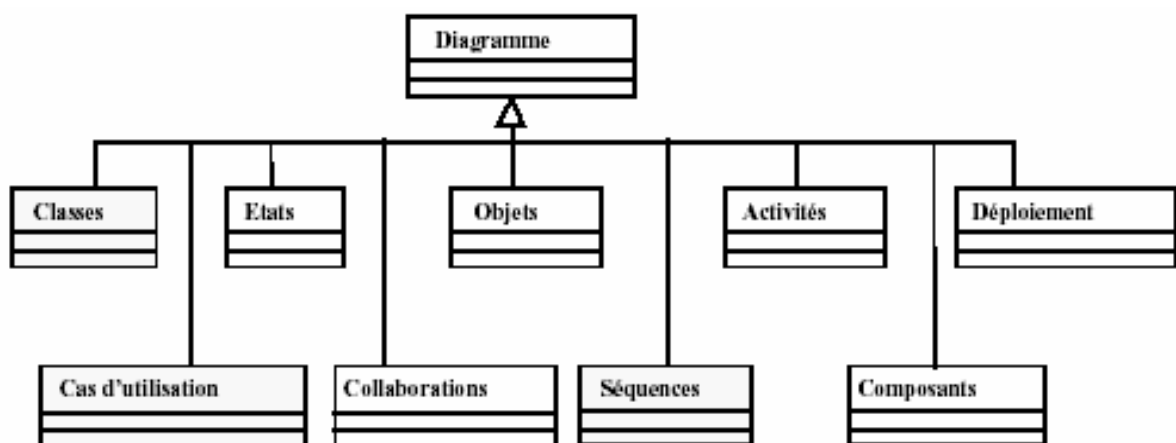 Diagramme
Classes
Etats
Objets
Activités
Déploiement
Cas d'utilisation
Collaborations
Séquences
Composants